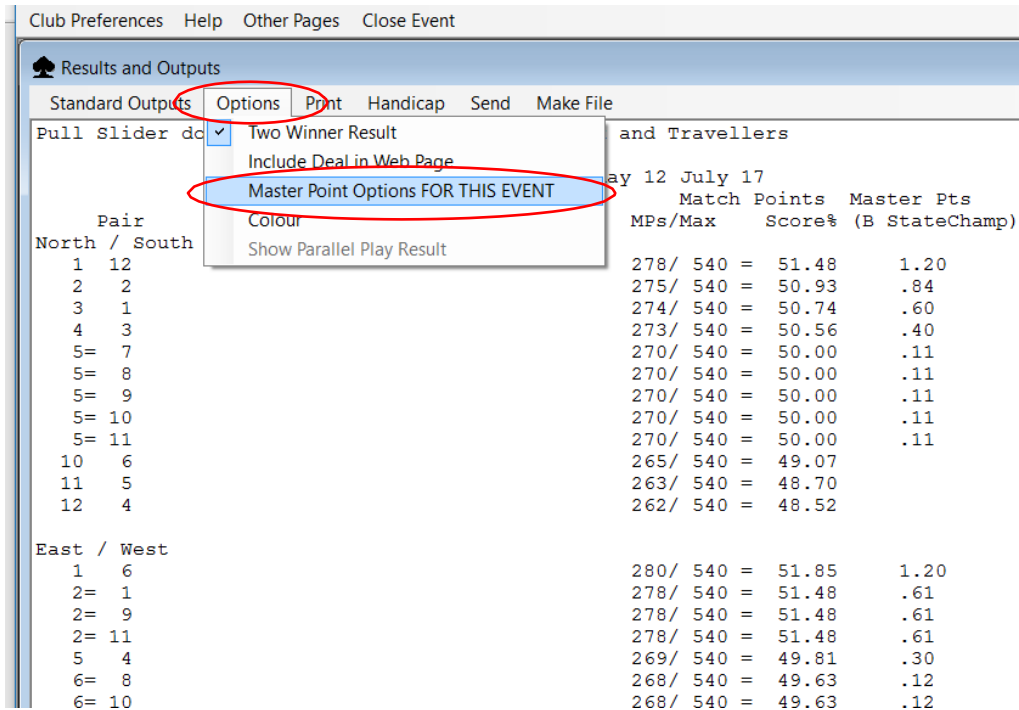 Club Preferences Help Other Pages Close Event
Results and Outputs
Standard Outputs Options Print Handicap Send Make File
Pull Slider do and Travellers
Two Winner Result
Include Deal in Web Page
Master Point Options FOR THIS EVENT
Colour
Show Parallel Play Result
ay 12 July 17
Match Points Master Pts
Pair MPs/Max Score% (B StateChamp)
North / South
1 12 278/ 540 = 51.48 1.20
2 2 275/ 540 = 50.93 .84
3 1 274/ 540 = 50.74 .60
4 3 273/ 540 = 50.56 .40
5= 7 270/ 540 = 50.00 .11
5= 8 270/ 540 = 50.00 .11
5= 9 270/ 540 = 50.00 .11
5= 10 270/ 540 = 50.00 .11
5= 11 270/ 540 = 50.00 .11
10 6 265/ 540 = 49.07
11 5 263/ 540 = 48.70
12 4 262/ 540 = 48.52
East / West
1 6 280/ 540 = 51.85 1.20
2= 1 278/ 540 = 51.48 .61
2= 9 278/ 540 = 51.48 .61
2= 11 278/ 540 = 51.48 .61
5 4 269/ 540 = 49.81 .30
6= 8 268/ 540 = 49.63 .12
6= 10 268/ 540 = 49.63 .12